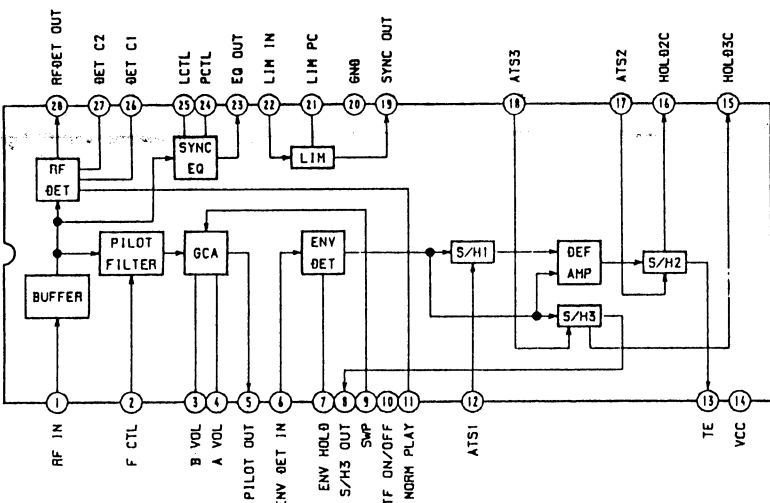 RFDET OUT
DET C2
DET C1
LCTL
PCTL
EQ OUT
LIM IN
LIM PC
GND
SYNC OUT
ATS3
ATS2
HOLD2C
HOLD3C
28
27
26
25
24
23
22
21
20
19
18
17
16
15
RF
DET
SYNC
EQ
LIM
PILOT
FILTER
GCA
ENV
DET
S/H1
DEF
AMP
S/H2
BUFFER
S/H3
1
2
3
4
5
6
7
8
9
10
11
12
13
14
RF IN
F CTL
B VOL
A VOL
PILOT OUT
ENV DET IN
ENV HOLD
S/H3 OUT
SWP
TF ON/OFF
NORM PLAY
ATS1
TE
VCC